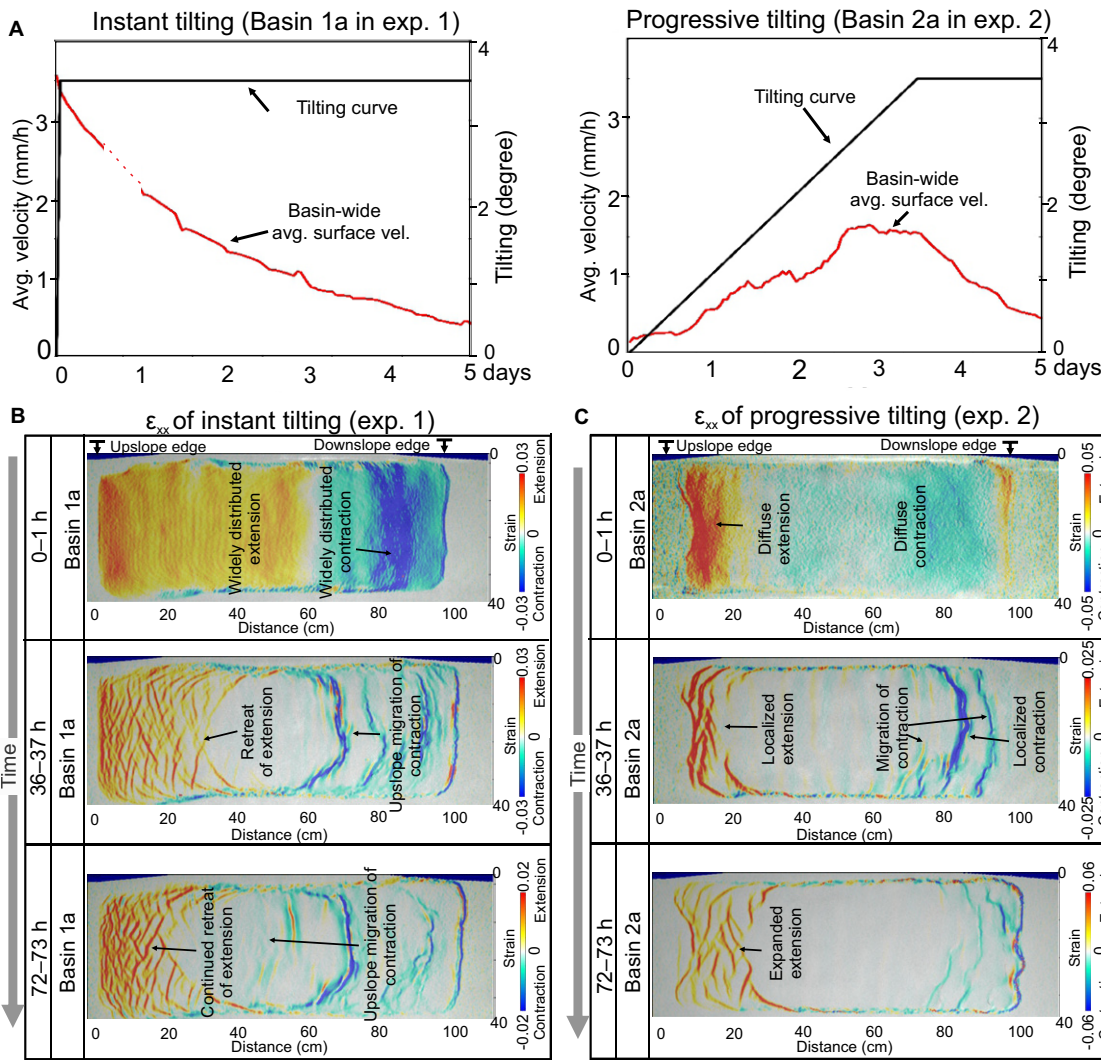 A
Instant tilting (Basin 1a in exp. 1)
Avg. velocity (mm/h)
3
2
1
0
Tilting curve
Basin-wide
avg. surface vel.
4
2
0
Tilting (degree)
0 1 2 3 4 5 days
Progressive tilting (Basin 2a in exp. 2)
Avg. velocity (mm/h)
3
2
1
0
Tilting curve
Basin-wide
avg. surface vel.
4
2
0
Tilting (degree)
0 1 2 3 4 5 days
B
εxx of instant tilting (exp. 1)
Time
0–1 h
Basin 1a
Upslope edge
Downslope edge
Widely distributed
extension
Widely distributed
contraction
0
40
-0.03 0 0.03
Strain
Contraction Extension
0 20 40 60 80 100
Distance (cm)
36–37 h
Basin 1a
Retreat
of extension
Upslope migration of
contraction
0
40
-0.03 0 0.03
Strain
Contraction Extension
0 20 40 60 80 100
Distance (cm)
72–73 h
Basin 1a
Continued retreat
of extension
Upslope migration of
contraction
0
40
-0.02 0 0.02
Strain
Contraction Extension
0 20 40 60 80 100
Distance (cm)
C
εxx of progressive tilting (exp. 2)
Time
0–1 h
Basin 2a
Upslope edge
Downslope edge
Diffuse
extension
Diffuse
contraction
0
40
-0.05 0 0.05
Strain
0 20 40 60 80 100
Distance (cm)
36–37 h
Basin 2a
Localized
extension
Migration of
contraction
Localized
contraction
0
40
-0.025 0 0.025
Strain
0 20 40 60 80 100
Distance (cm)
72–73 h
Basin 2a
Expanded
extension
0
40
-0.06 0 0.06
Strain
0 20 40 60 80 100
Distance (cm)